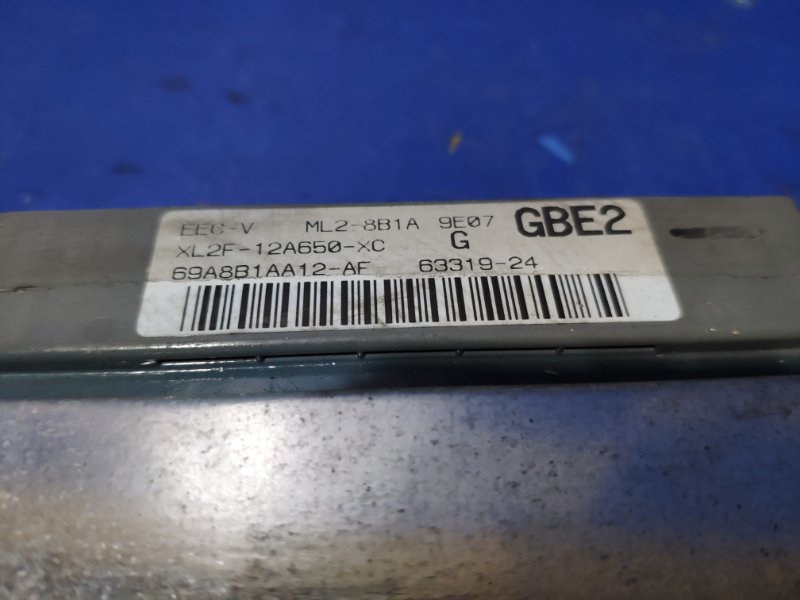 EEC-V ML2-8B1A 9E07 GBE2
XL2F-12A650-XC G
69A8B1AA12-AF 63319-24